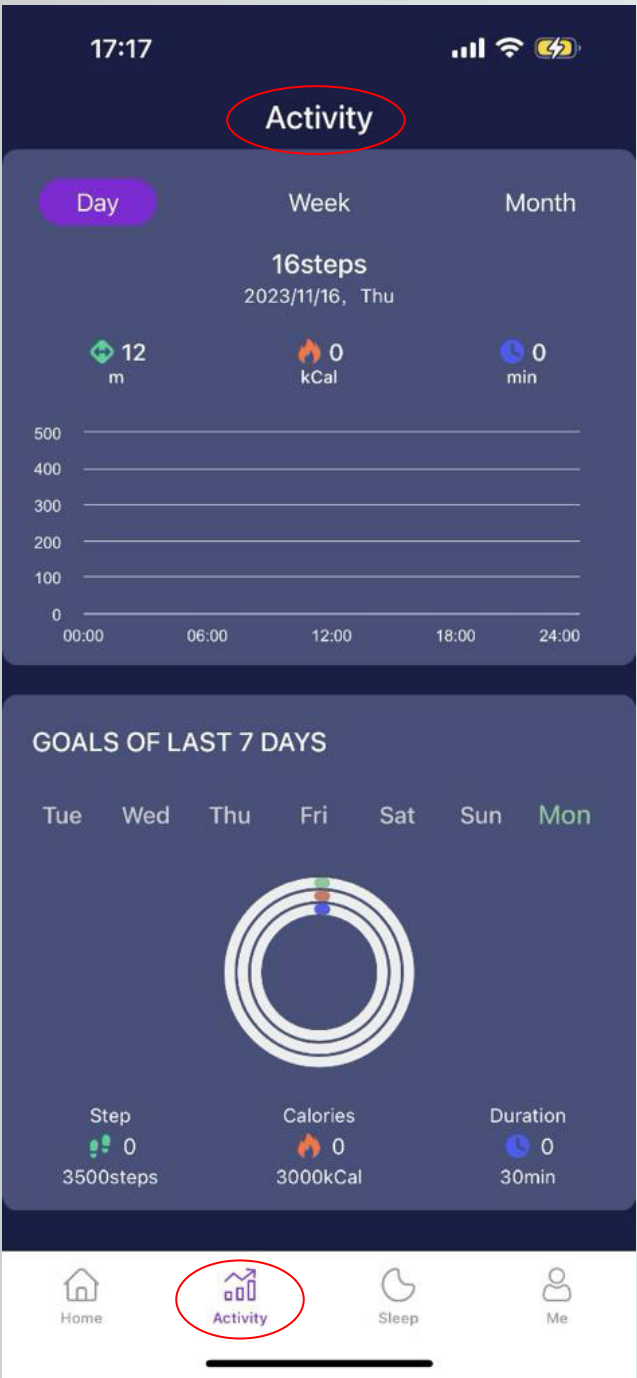 17:17
Activity
Day Week Month
16steps
2023/11/16, Thu
12 0 0
m kCal min
500
400
300
200
100
0
00:00 06:00 12:00 18:00 24:00
GOALS OF LAST 7 DAYS
Tue Wed Thu Fri Sat Sun Mon
Step Calories Duration
0 0 0
3500steps 3000kCal 30min
Home Activity Sleep Me